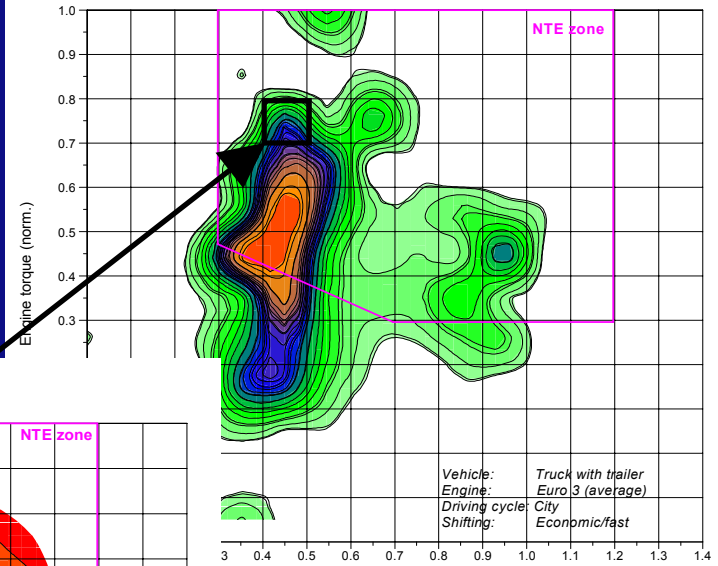 1.0
NTE zone
0.9
0.8
0.7
0.6
0.5
0.4
0.3
Engine torque (norm.)
NTE zone
Vehicle: Truck with trailer
Engine: Euro 3 (average)
Driving cycle: City
Shifting: Economic/fast
3 0.4 0.5 0.6 0.7 0.8 0.9 1.0 1.1 1.2 1.3 1.4